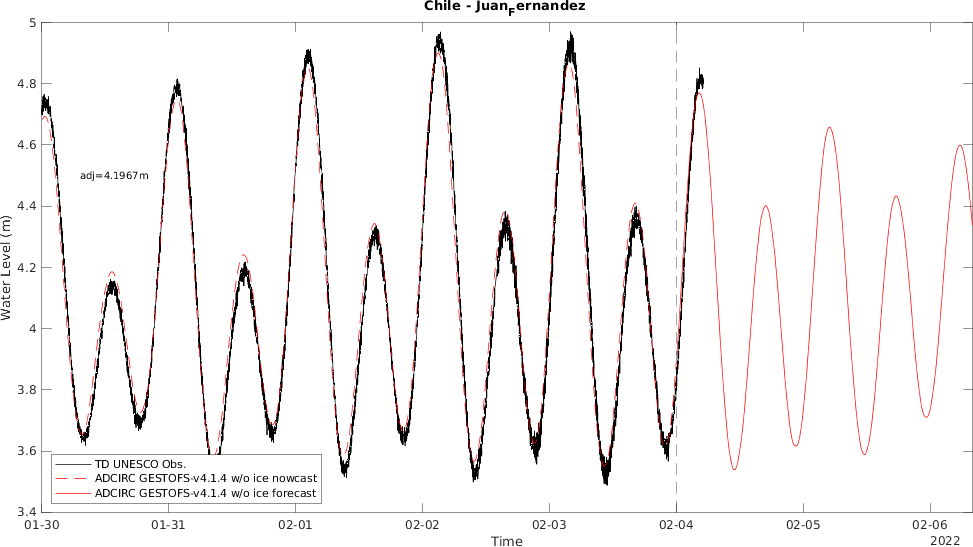 Chile - JuanFernandez
5
4.8
4.6
4.4
4.2
4
3.8
3.6
3.4
Water Level (m)
adj=4.1967m
TD UNESCO Obs.
ADCIRC GESTOFS-v4.1.4 w/o ice nowcast
ADCIRC GESTOFS-v4.1.4 w/o ice forecast
01-30 01-31 02-01 02-02 02-03 02-04 02-05 02-06
Time
2022